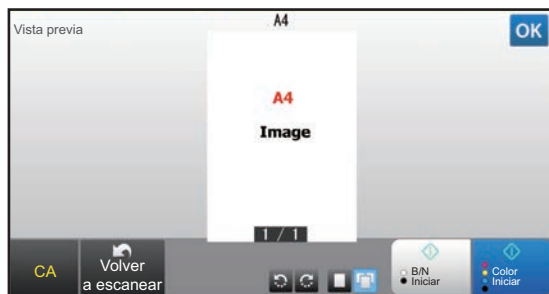 Vista previa
A4
OK
A4
Image
1 / 1
CA
Volver
a escanear
B/N
Iniciar
Color
Iniciar